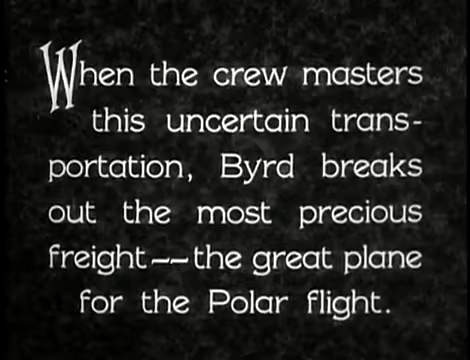 When the crew masters
this uncertain trans-
portation, Byrd breaks
out the most precious
freight--the great plane
for the Polar flight.